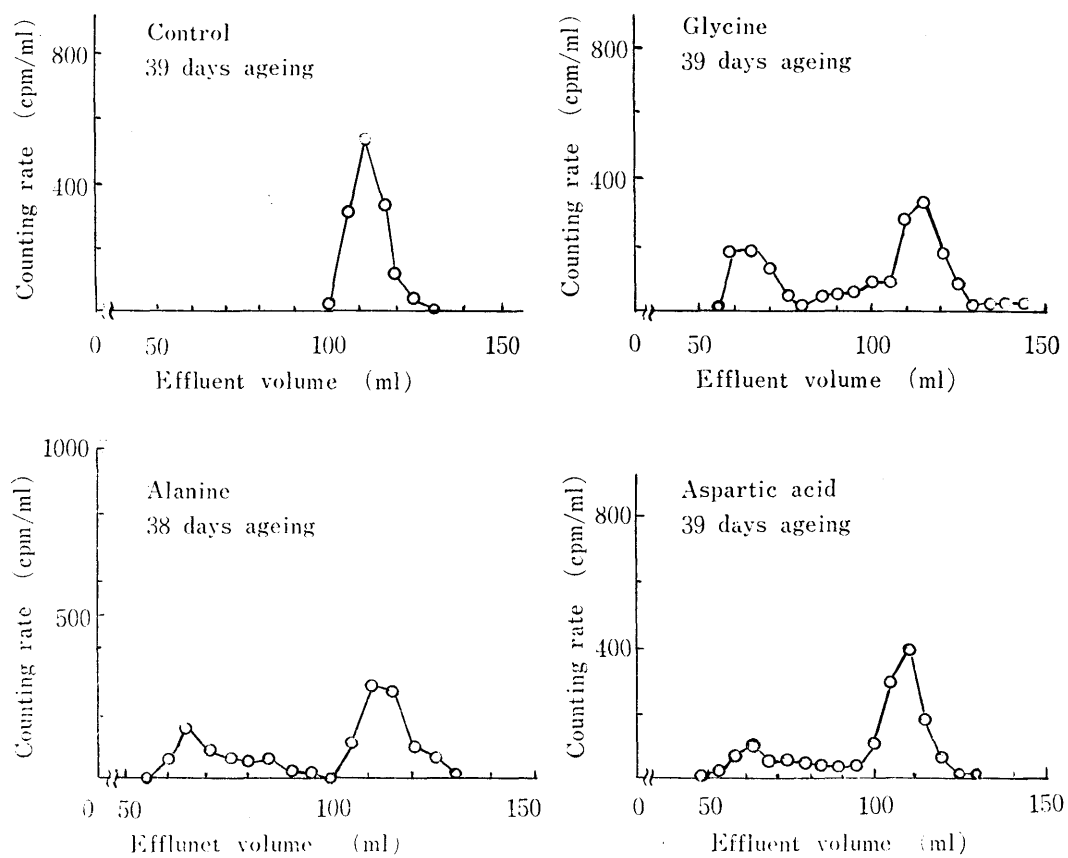 Control
39 days ageing
Counting rate (cpm/ml)
800
400
0 50 100 150
Effluent volume (ml)
Glycine
39 days ageing
Counting rate (cpm/ml)
800
400
0 50 100 150
Effluent volume (ml)
Alanine
38 days ageing
Counting rate (cpm/ml)
1000
500
0 50 100 150
Efflunet volume (ml)
Aspartic acid
39 days ageing
Counting rate (cpm/ml)
800
400
0 50 100 150
Effluent volume (ml)